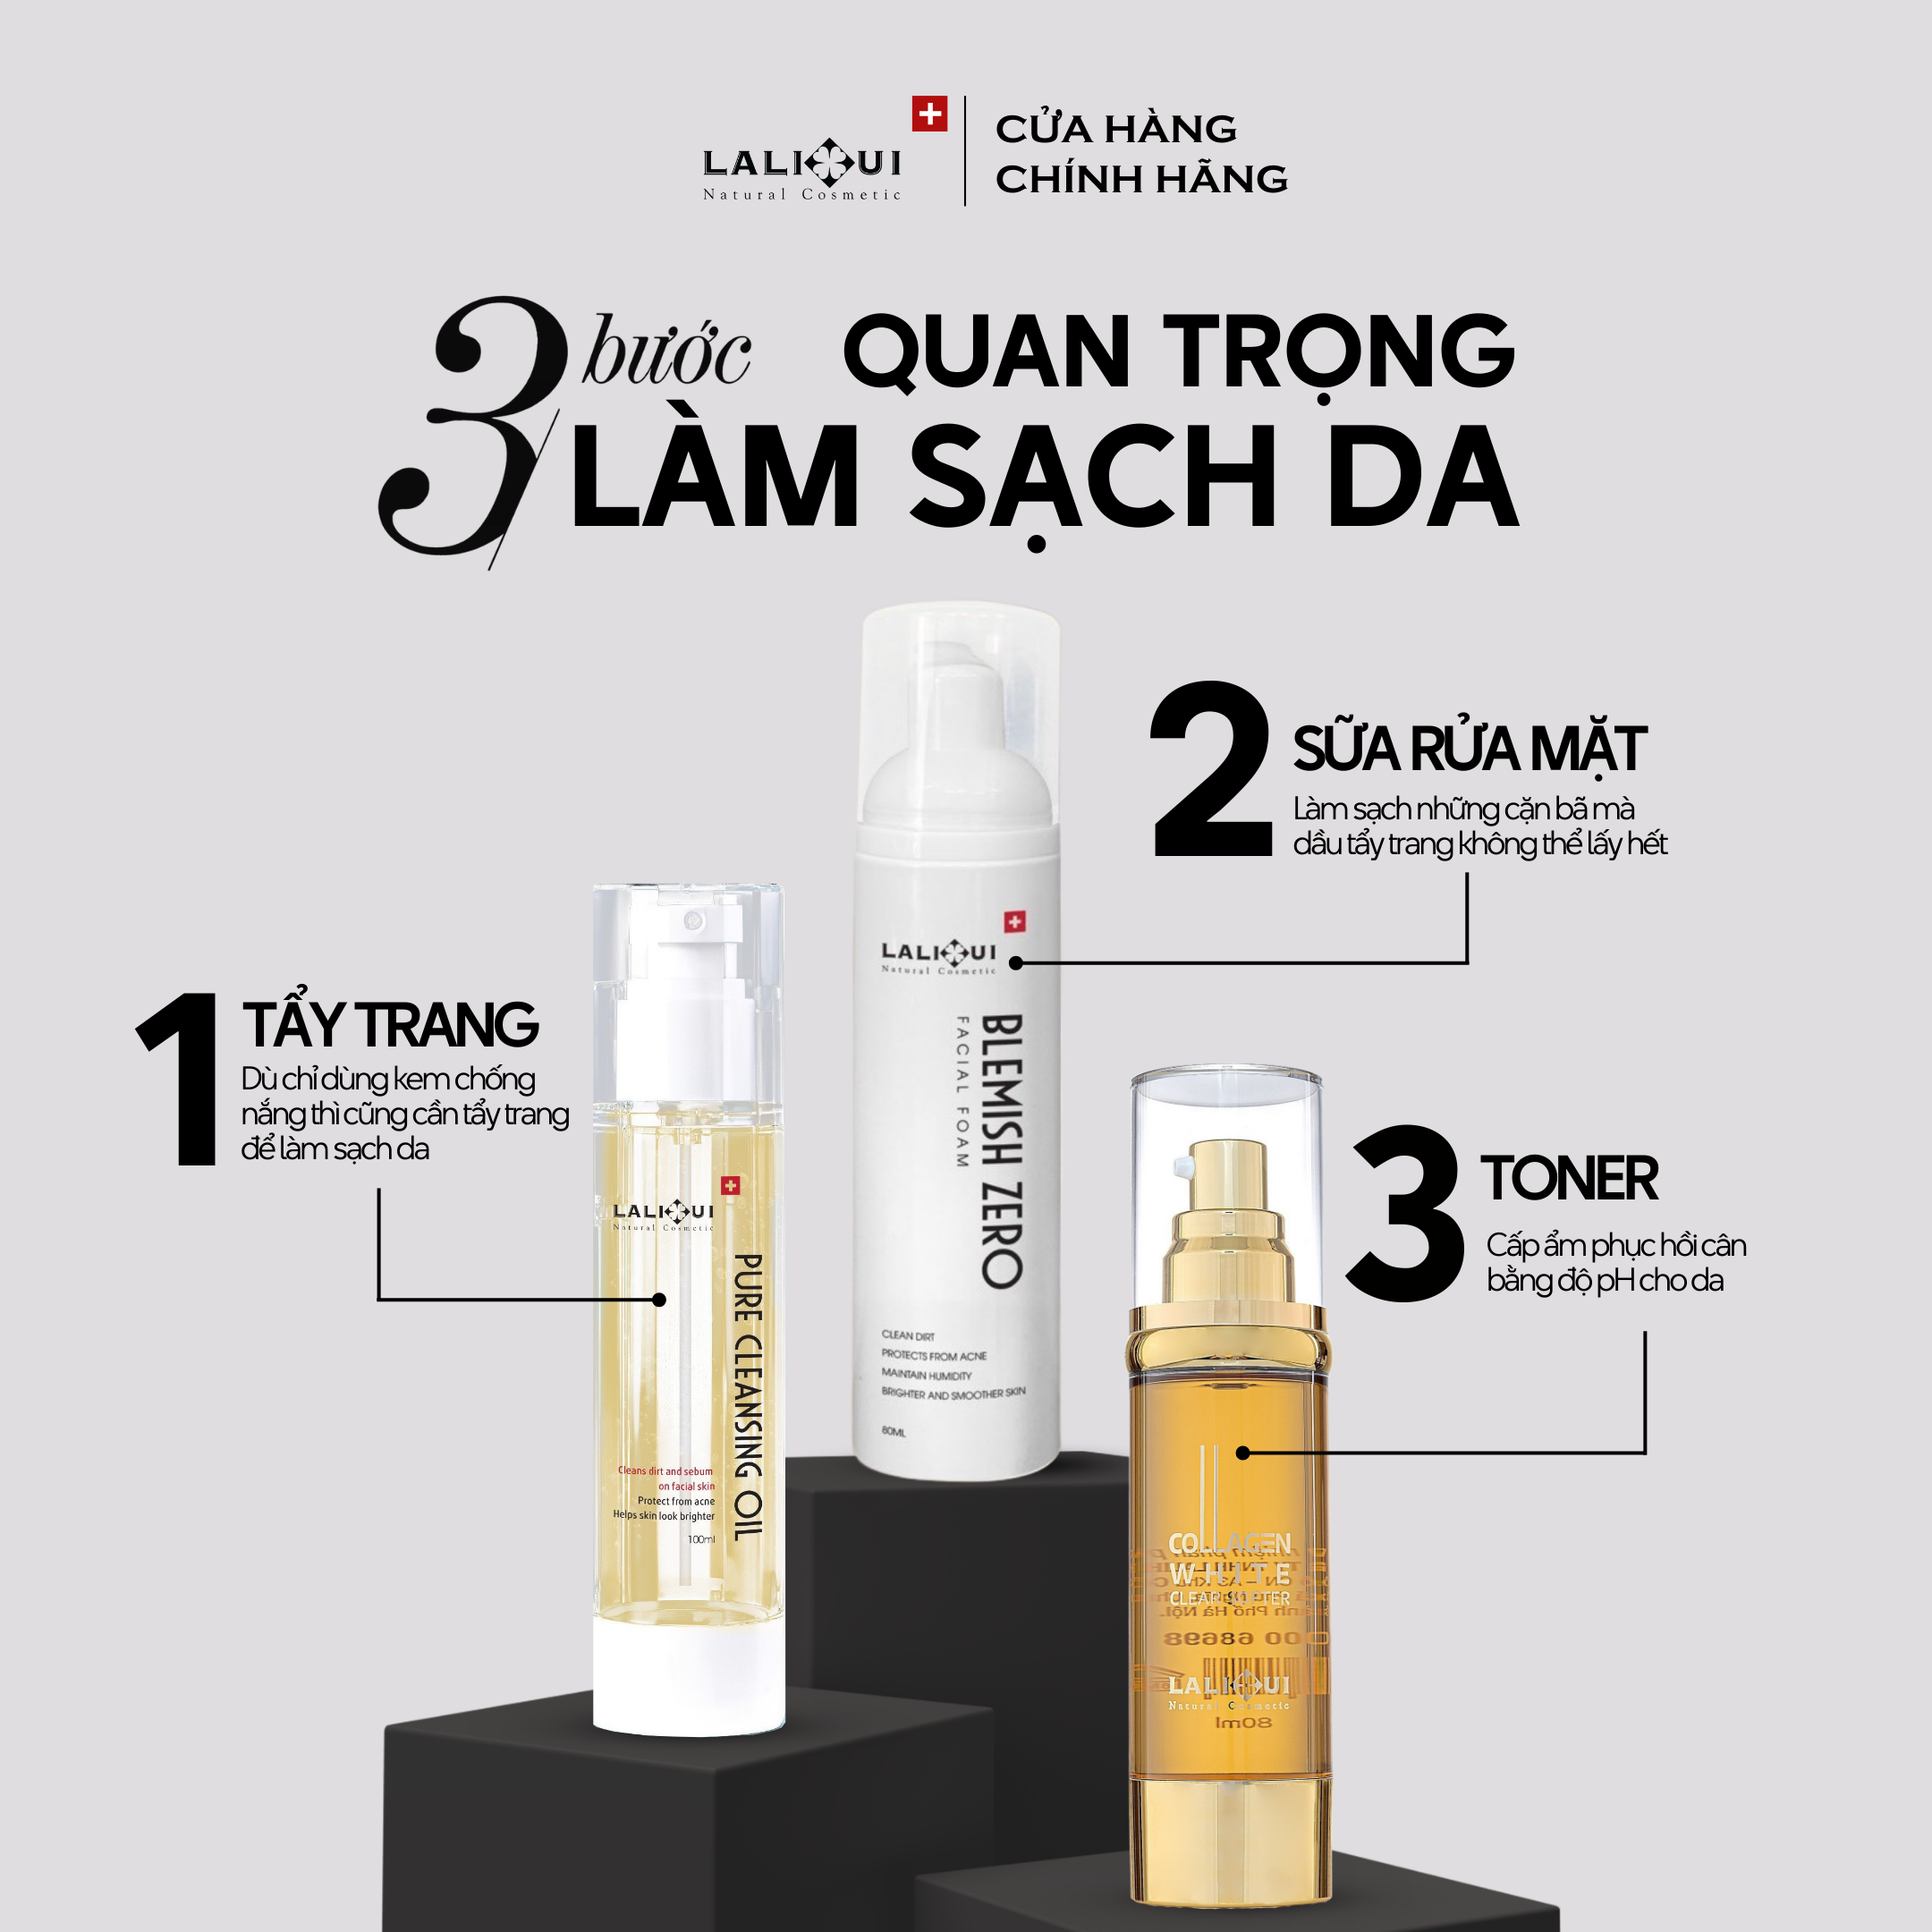 LALIQUI
Natural Cosmetic
CỬA HÀNG
CHÍNH HÃNG
3 bước QUAN TRỌNG
LÀM SẠCH DA
2 SỮA RỬA MẶT
Làm sạch những cặn bã mà
dầu tẩy trang không thể lấy hết
1 TẨY TRANG
Dù chỉ dùng kem chống
nắng thì cũng cần tẩy trang
để làm sạch da
3 TONER
Cấp ẩm phục hồi cân
bằng độ pH cho da
LALIQUI
Natural Cosmetic
BLEMISH ZERO
FACIAL FOAM
CLEAN DIRT
PROTECTS FROM ACNE
MAINTAIN HUMIDITY
BRIGHTER AND SMOOTHER SKIN
80ML
LALIQUI
Natural Cosmetic
PURE CLEANSING OIL
Cleans dirt and sebum
on facial skin
Protect from acne
Helps skin look brighter
100ml
COLLAGEN
WHITE
CLEAR SOFTER
68698
LALIQUI
Natural Cosmetic
80ml